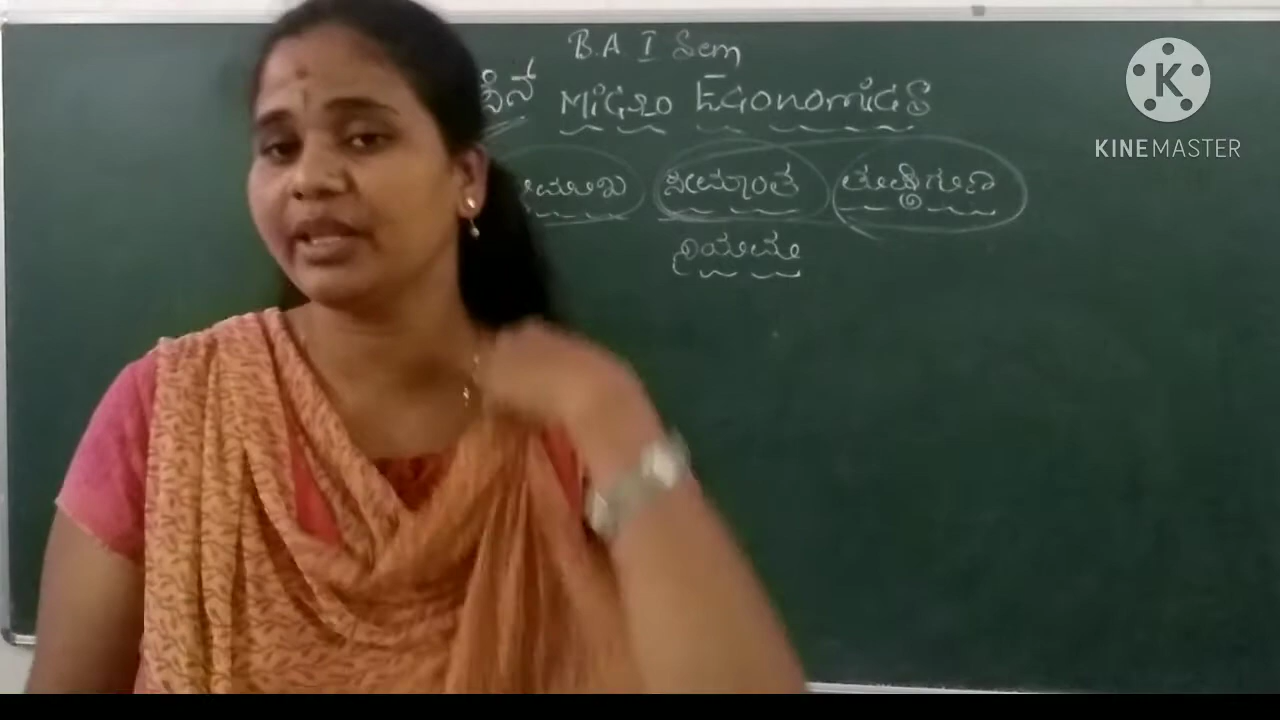 B.A I Sem
Micro Economics
ಸೀಮಾಂತ ತುಷ್ಟಿಗುಣ
ನಿಯಮ
K
KINEMASTER